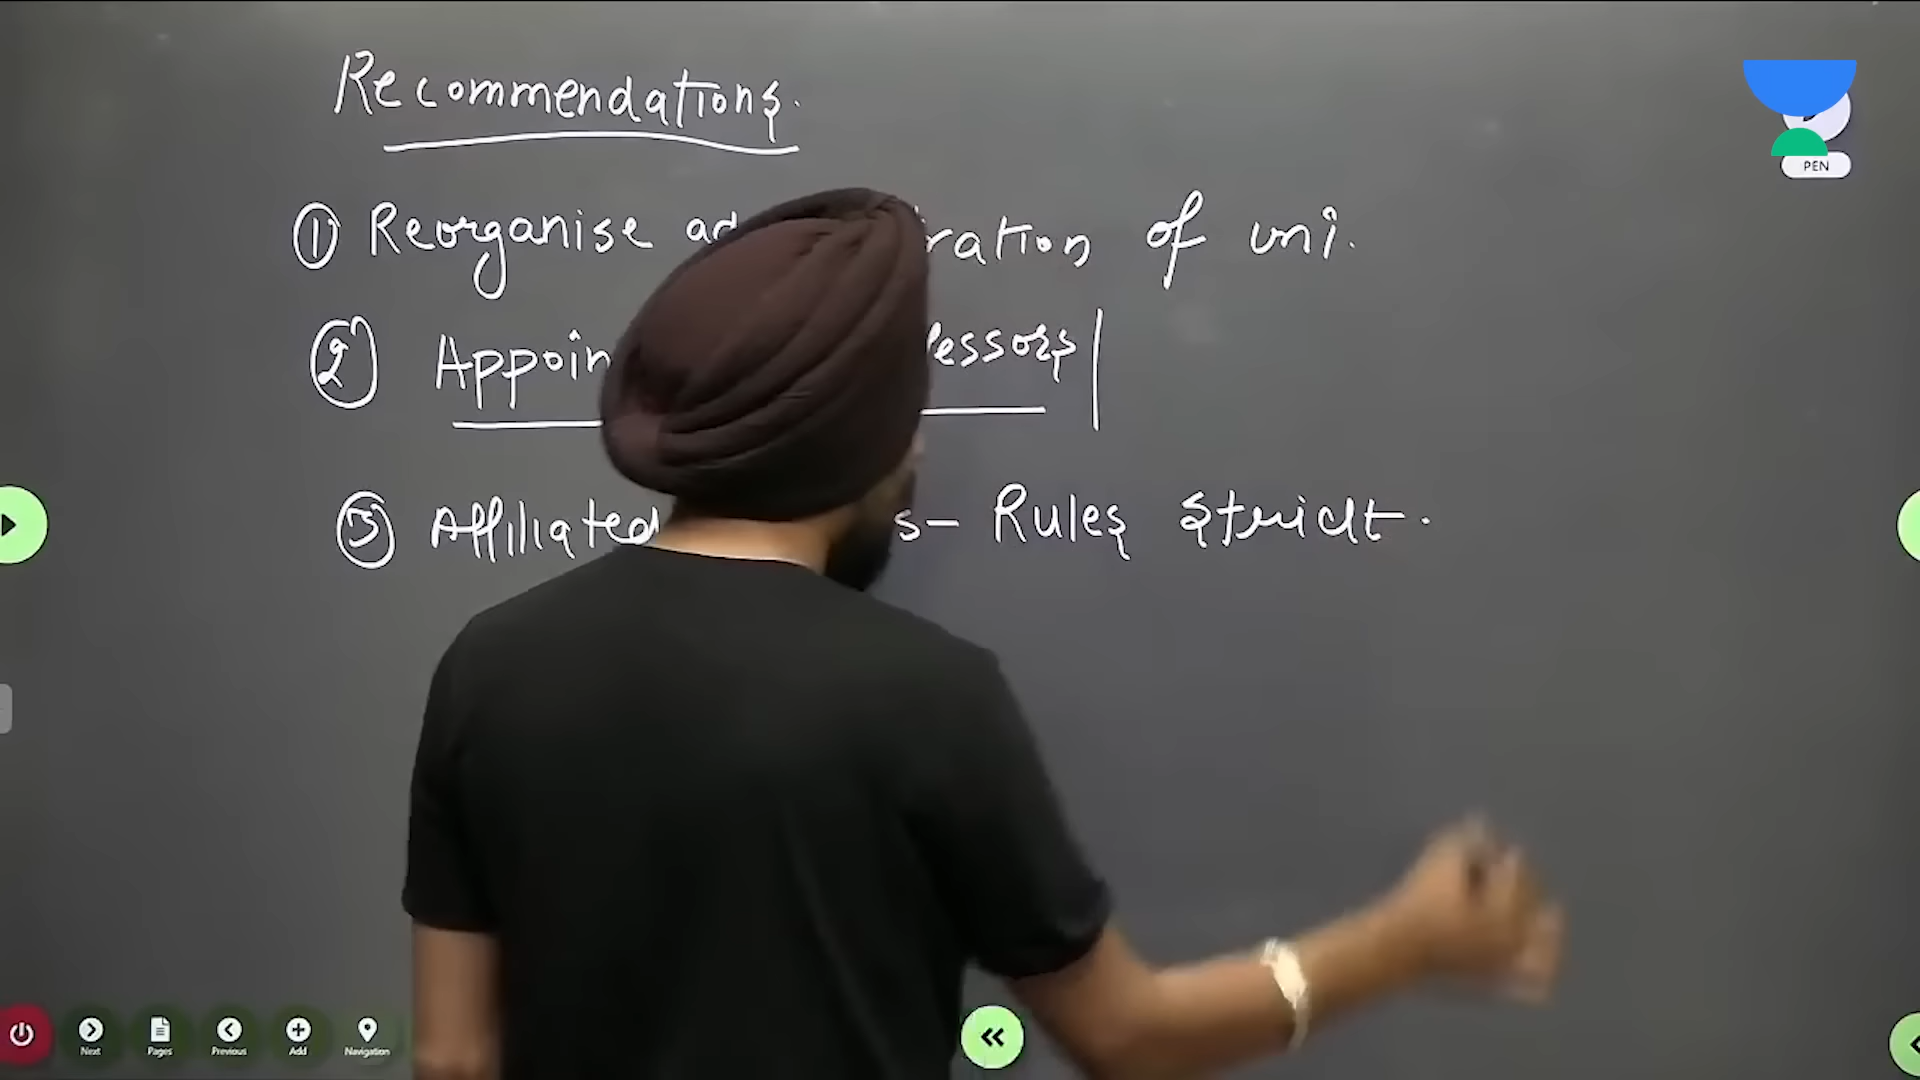 Recommendations.
① Reorganise ad ration of uni.
② Appoin essors
③ Affiliated s- Rules strict.
PEN
Next Pages Previous Add Navigation